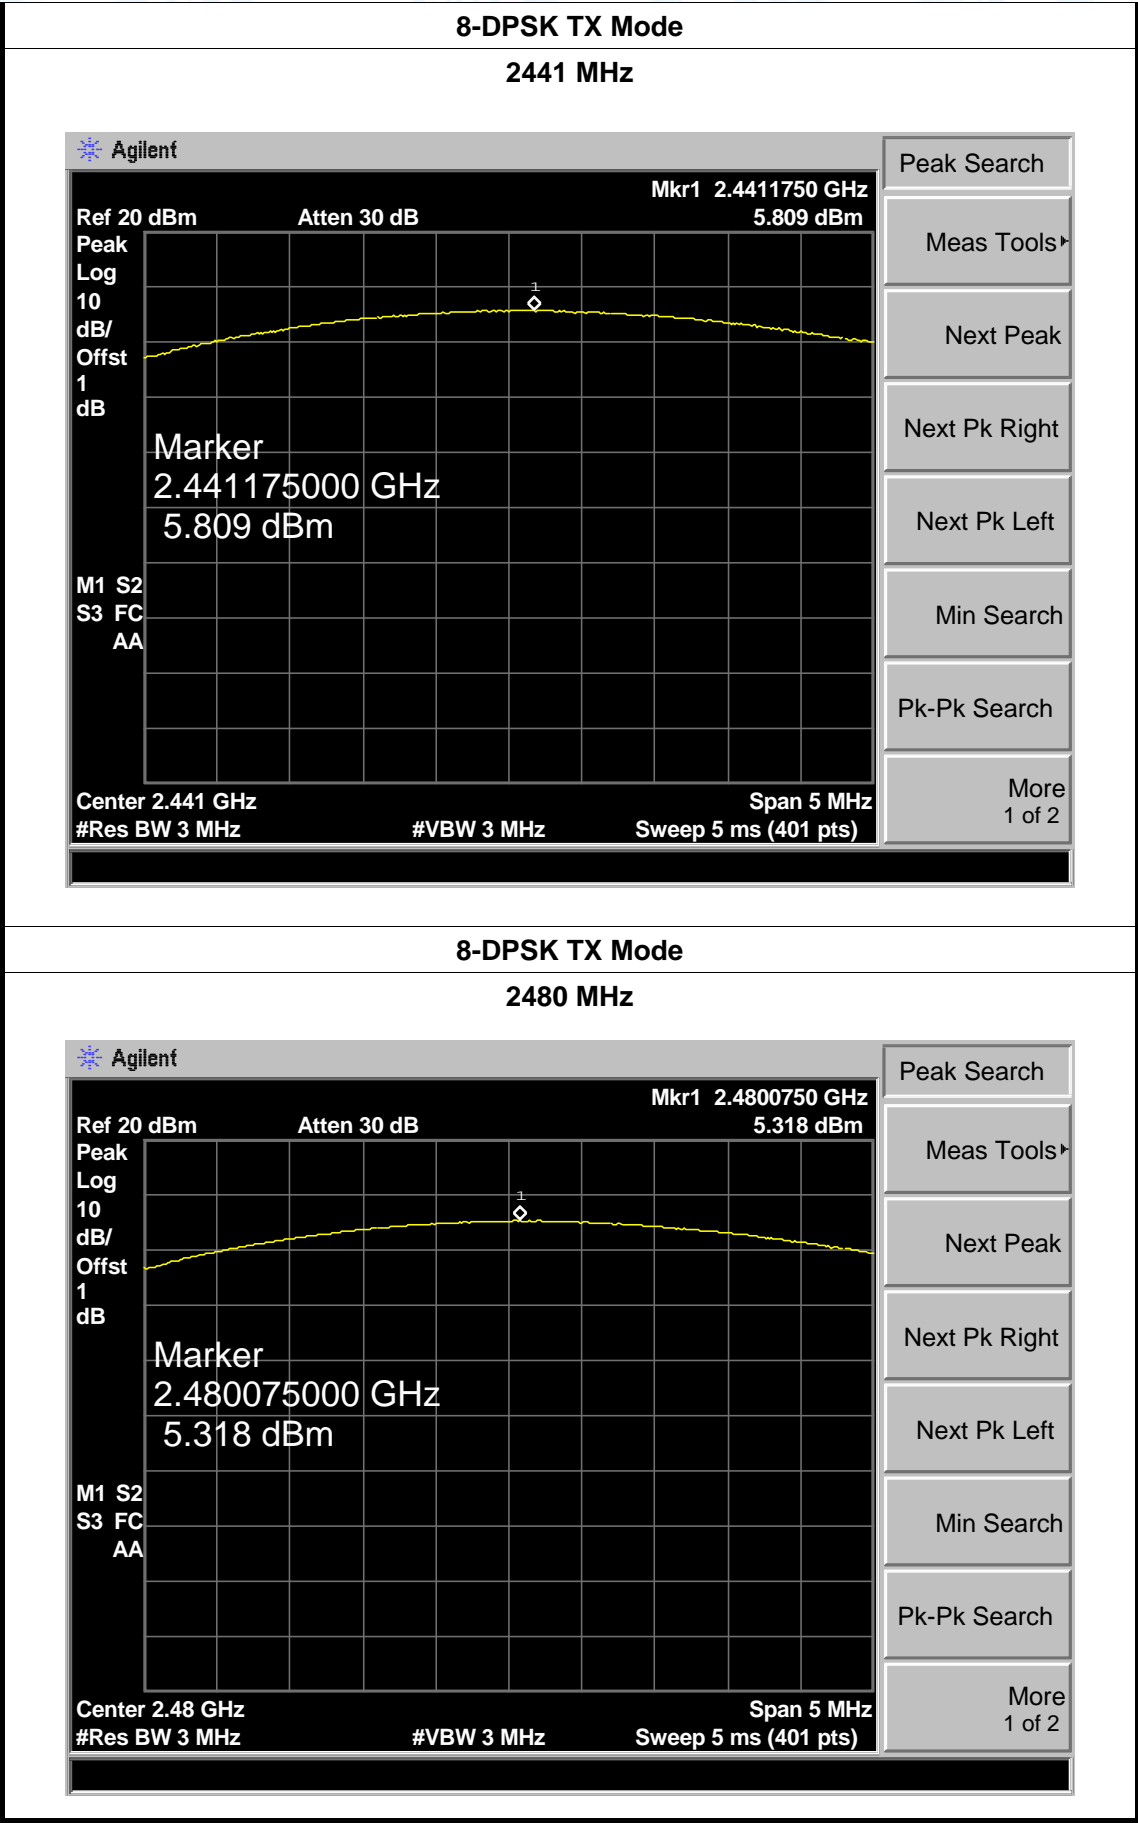 8-DPSK TX Mode
2441 MHz
Agilent
Peak Search
Mkr1 2.4411750 GHz
Ref 20 dBm Atten 30 dB 5.809 dBm
Peak
Log
10
dB/
Offst
1
dB
1
Marker
2.441175000 GHz
5.809 dBm
M1 S2
S3 FC
AA
Center 2.441 GHz Span 5 MHz
#Res BW 3 MHz #VBW 3 MHz Sweep 5 ms (401 pts)
Meas Tools
Next Peak
Next Pk Right
Next Pk Left
Min Search
Pk-Pk Search
More
1 of 2
8-DPSK TX Mode
2480 MHz
Agilent
Peak Search
Mkr1 2.4800750 GHz
Ref 20 dBm Atten 30 dB 5.318 dBm
Peak
Log
10
dB/
Offst
1
dB
1
Marker
2.480075000 GHz
5.318 dBm
M1 S2
S3 FC
AA
Center 2.48 GHz Span 5 MHz
#Res BW 3 MHz #VBW 3 MHz Sweep 5 ms (401 pts)
Meas Tools
Next Peak
Next Pk Right
Next Pk Left
Min Search
Pk-Pk Search
More
1 of 2